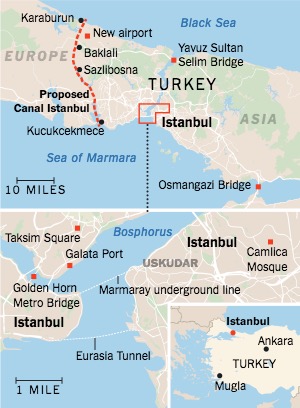 Karaburun
Black Sea
New airport
EUROPE
Baklali
Yavuz Sultan
Selim Bridge
Sazlibosna
TURKEY
Proposed
Canal Istanbul
ASIA
Istanbul
Kucukcekmece
Sea of Marmara
10 MILES
Osmangazi Bridge
Bosphorus
Taksim Square
Istanbul
Galata Port
Camlica
Mosque
USKUDAR
Golden Horn
Metro Bridge
Marmaray underground line
Istanbul
Istanbul
Ankara
Eurasia Tunnel
TURKEY
1 MILE
Mugla